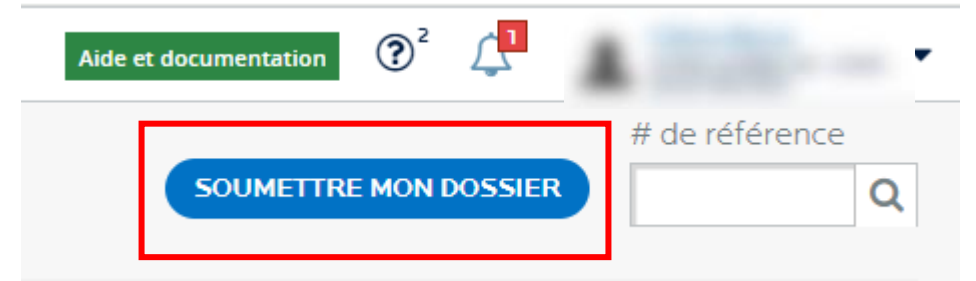 Aide et documentation ? 2 1
# de référence
SOUMETTRE MON DOSSIER